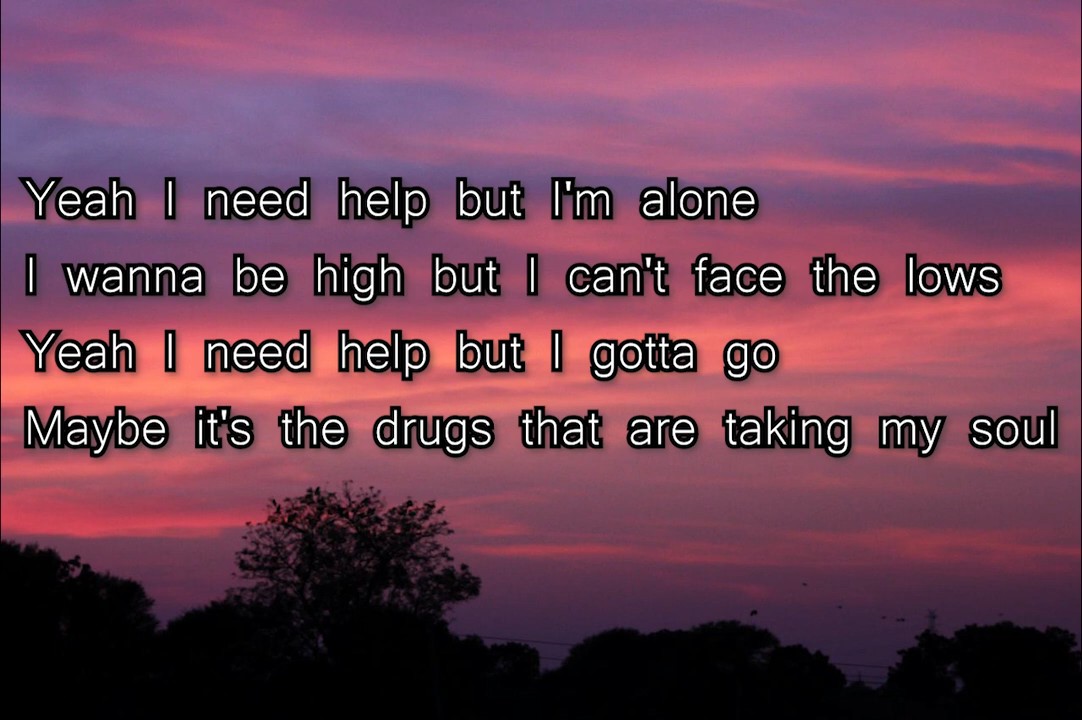 Yeah I need help but I'm alone
I wanna be high but I can't face the lows
Yeah I need help but I gotta go
Maybe it's the drugs that are taking my soul